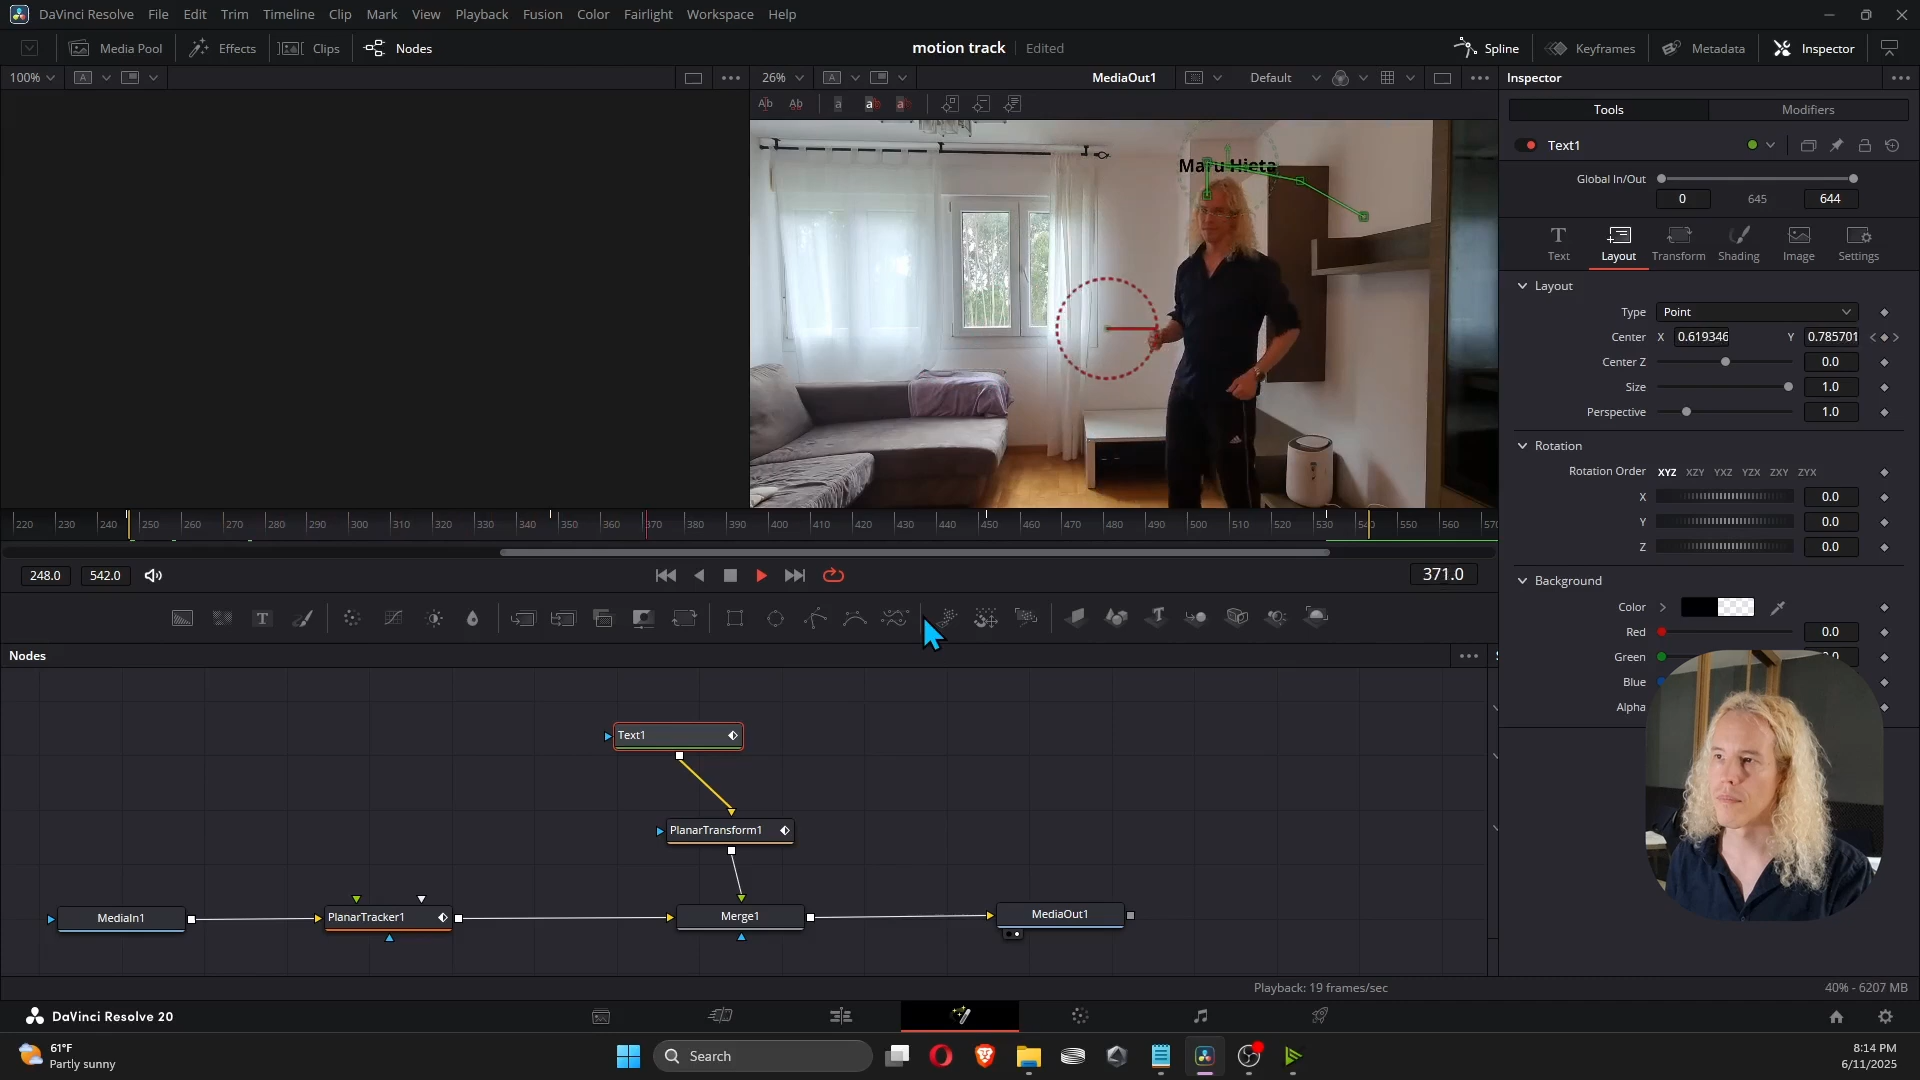 DaVinci Resolve File Edit Trim Timeline Clip Mark View Playback Fusion Color Fairlight Workspace Help
Media Pool Effects Clips Nodes motion track Edited Spline Keyframes Metadata Inspector
100% A 26% A MediaOut1 Default Inspector
Tools Modifiers
Text1
Global In/Out
0 645 644
Text Layout Transform Shading Image Settings
Layout
Type Point
Center X 0.619346 Y 0.785701
Center Z 0.0
Size 1.0
Perspective 1.0
Rotation
Rotation Order XYZ XZY YXZ YZX ZXY ZYX
X 0.0
Y 0.0
Z 0.0
Background
Color
Red 0.0
Green
Blue
Alpha
Maru Hieta
220 230 240 250 260 270 280 290 300 310 320 330 340 350 360 370 380 390 400 410 420 430 440 450 460 470 480 490 500 510 520 530 550 560
248.0 542.0 371.0
Nodes
Text1
PlanarTransform1
MediaIn1 PlanarTracker1 Merge1 MediaOut1
Playback: 19 frames/sec 40% - 6207 MB
DaVinci Resolve 20
61°F
Partly sunny
Search
8:14 PM
6/11/2025